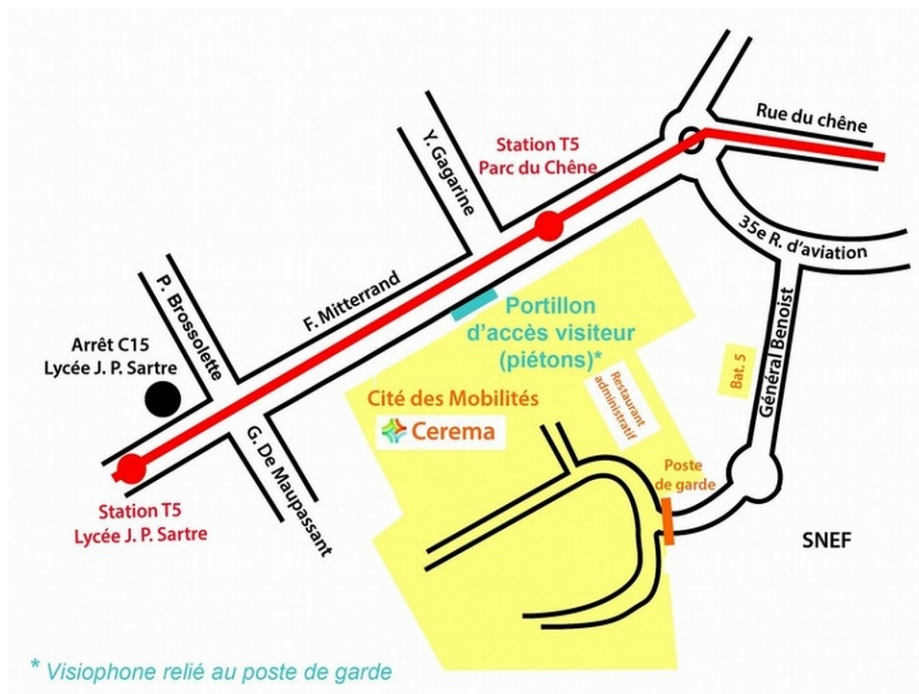 Rue du chêne
Station T5
Parc du Chêne
Y. Gagarine
35e R. d'aviation
P. Brossolette
F. Mitterrand
Général Benoist
Portillon
d'accès visiteur
(piétons)*
Arrêt C15
Lycée J. P. Sartre
Bat. 5
Restaurant
administratif
Cité des Mobilités
Cerema
G. De Maupassant
Poste
de garde
Station T5
Lycée J. P. Sartre
SNEF
* Visiophone relié au poste de garde